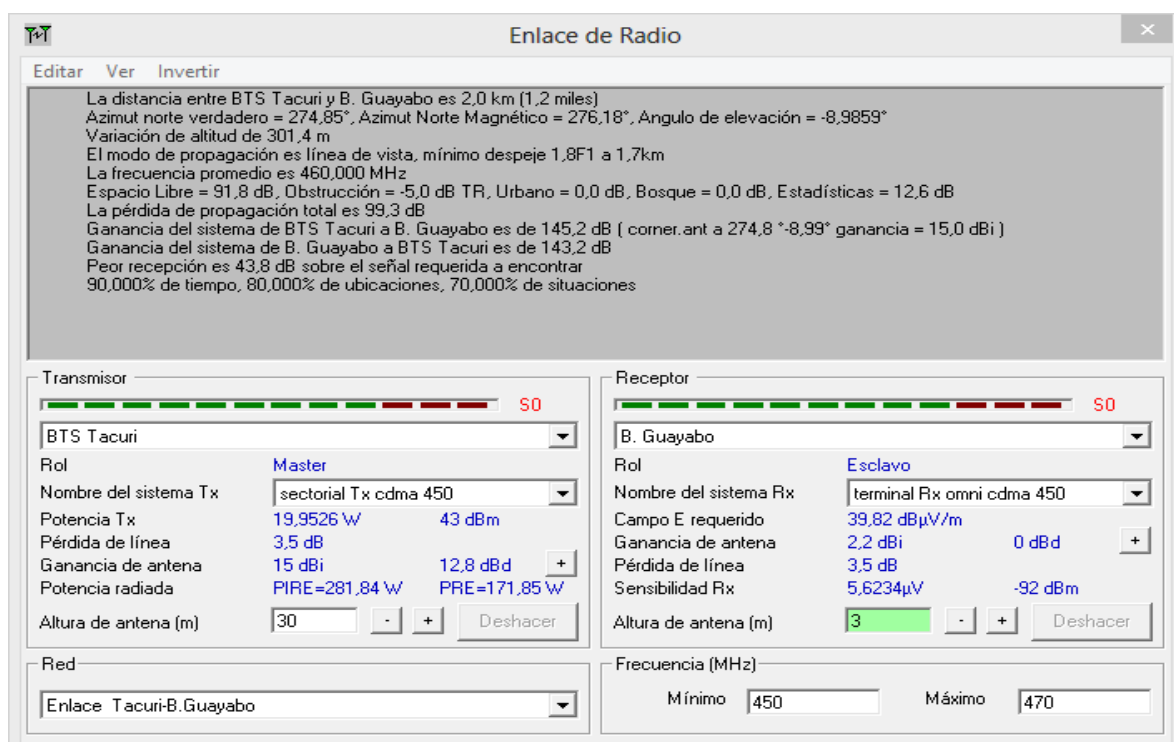 Enlace de Radio
Editar Ver Invertir
La distancia entre BTS Tacuri y B. Guayabo es 2,0 km (1,2 miles)
Azimut norte verdadero = 274,85°, Azimut Norte Magnético = 276,18°, Angulo de elevación = -8,9859°
Variación de altitud de 301,4 m
El modo de propagación es línea de vista, mínimo despeje 1,8F1 a 1,7km
La frecuencia promedio es 460,000 MHz
Espacio Libre = 91,8 dB, Obstrucción = -5,0 dB TR, Urbano = 0,0 dB, Bosque = 0,0 dB, Estadísticas = 12,6 dB
La pérdida de propagación total es 99,3 dB
Ganancia del sistema de BTS Tacuri a B. Guayabo es de 145,2 dB ( corner.ant a 274,8 °-8,99° ganancia = 15,0 dBi )
Ganancia del sistema de B. Guayabo a BTS Tacuri es de 143,2 dB
Peor recepción es 43,8 dB sobre el señal requerida a encontrar
90,000% de tiempo, 80,000% de ubicaciones, 70,000% de situaciones
Transmisor
S0
BTS Tacuri
Rol Master
Nombre del sistema Tx sectorial Tx cdma 450
Potencia Tx 19,9526 W 43 dBm
Pérdida de línea 3,5 dB
Ganancia de antena 15 dBi 12,8 dBd +
Potencia radiada PIRE=281,84 W PRE=171,85 W
Altura de antena (m) 30 - + Deshacer
Receptor
S0
B. Guayabo
Rol Esclavo
Nombre del sistema Rx terminal Rx omni cdma 450
Campo E requerido 39,82 dBµV/m
Ganancia de antena 2,2 dBi 0 dBd +
Pérdida de línea 3,5 dB
Sensibilidad Rx 5,6234µV -92 dBm
Altura de antena (m) 3 - + Deshacer
Red
Enlace Tacuri-B.Guayabo
Frecuencia (MHz)
Mínimo 450 Máximo 470